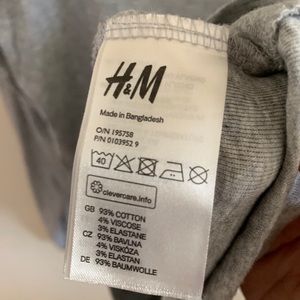 H&M
Made in Bangladesh
O/N 195758
P/N 0103952 9
40
clevercare.info
GB 93% COTTON
4% VISCOSE
3% ELASTANE
CZ 93% BAVLNA
4% VISKÓZA
3% ELASTAN
DE 93% BAUMWOLLE